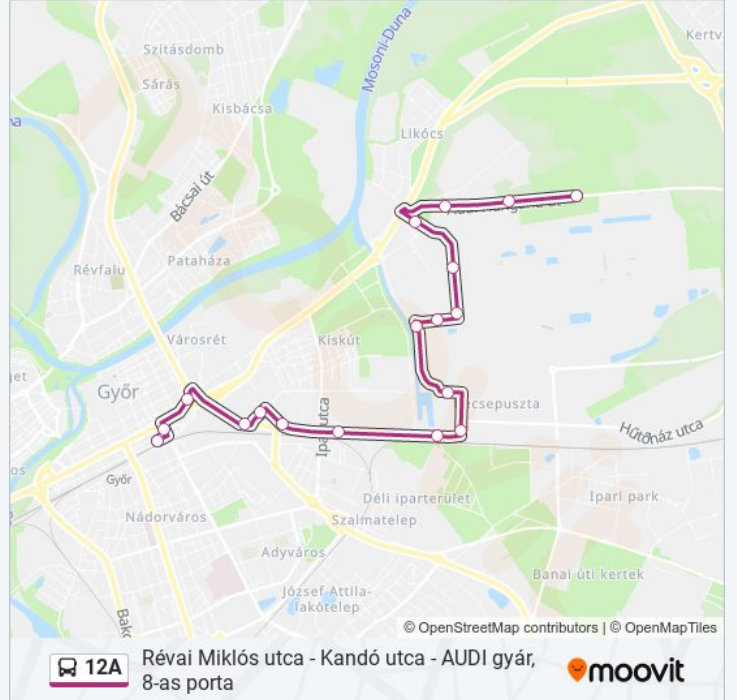 Mosoni-Duna
Kertv
Szitásdomb
Sárás
Kisbácsa
Likócs
Bácsai út
Révfalu
Pataháza
Városrét
Kiskút
Győr
Ipar utca
ecsepuszta
Hűtőház utca
Győr
Déli iparterület
Ipari park
Nádorváros
Szalmatelep
Adyváros
Banai úti kertek
József Attila-
lakótelep
© OpenStreetMap contributors | © OpenMapTiles
12A
Révai Miklós utca - Kandó utca - AUDI gyár,
8-as porta
moovit